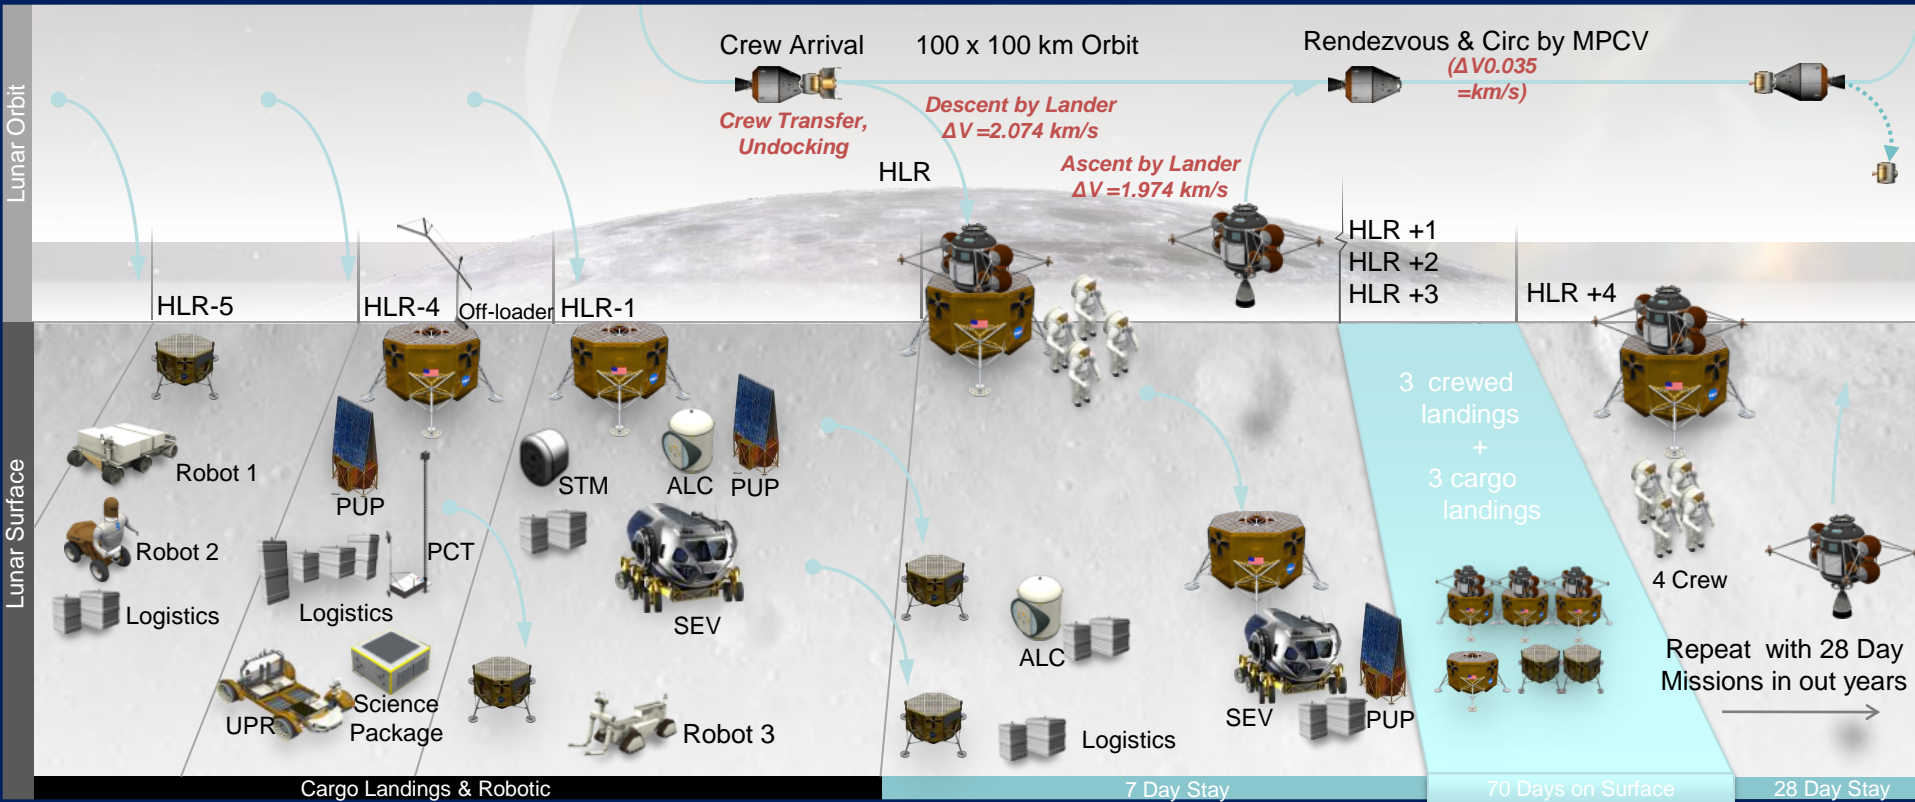 Lunar Orbit
Crew Arrival
100 x 100 km Orbit
Rendezvous & Circ by MPCV
(ΔV0.035
=km/s)
Crew Transfer,
Undocking
Descent by Lander
ΔV =2.074 km/s
Ascent by Lander
ΔV =1.974 km/s
HLR
HLR-5
HLR-4
Off-loader
HLR-1
HLR +1
HLR +2
HLR +3
HLR +4
Lunar Surface
Robot 1
Robot 2
Logistics
PUP
PCT
Logistics
UPR
Science
Package
STM
ALC
PUP
SEV
Robot 3
ALC
Logistics
SEV
PUP
3 crewed
landings
+
3 cargo
landings
4 Crew
Repeat with 28 Day
Missions in out years
Cargo Landings & Robotic
7 Day Stay
70 Days on Surface
28 Day Stay